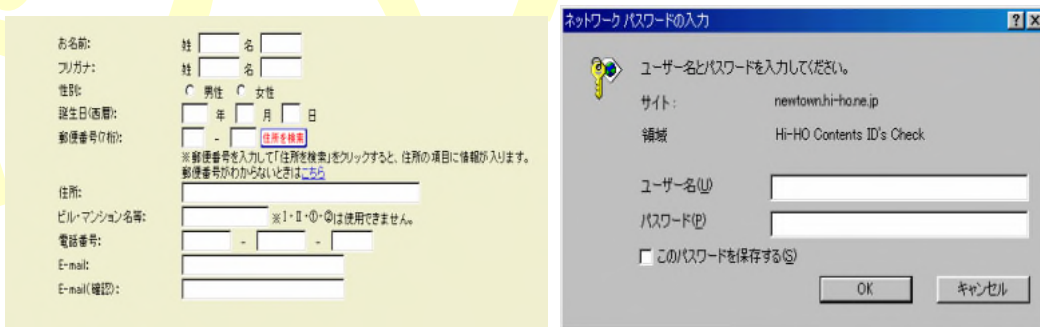 お名前: 姓 名
フリガナ: 姓 名
性別: 男性 女性
誕生日(西暦): 年 月 日
郵便番号(7桁): - 住所を検索
※郵便番号を入力して「住所を検索」をクリックすると、住所の項目に情報が入ります。
郵便番号がわからないときはこちら
住所:
ビル・マンション名等: ※Ⅰ・Ⅱ・①・②は使用できません。
電話番号: - -
E-mail:
E-mail(確認):
ネットワーク パスワードの入力
ユーザー名とパスワードを入力してください。
サイト: newtown.hi-ho.ne.jp
領域 Hi-HO Contents ID's Check
ユーザー名(U)
パスワード(P)
このパスワードを保存する(S)
OK キャンセル